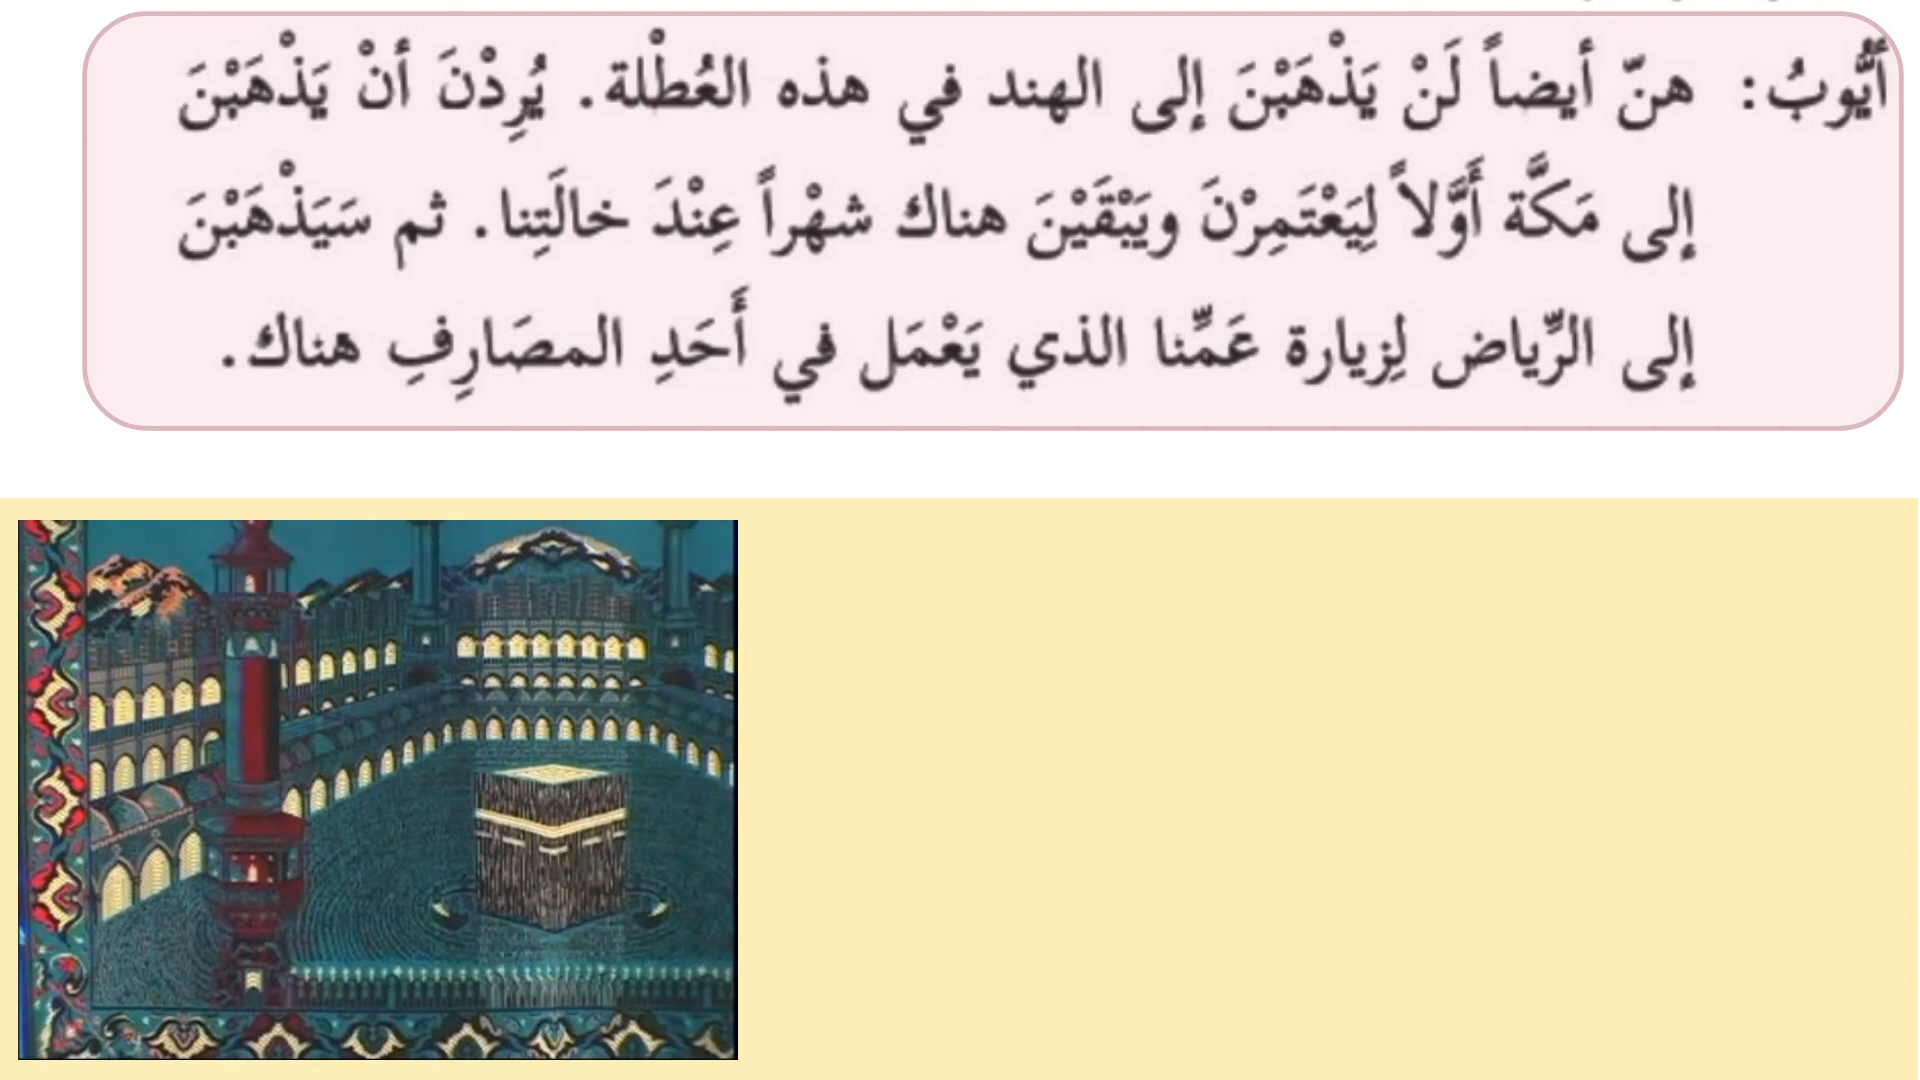 أَيُّوبُ: هنّ أيضاً لَنْ يَذْهَبْنَ إلى الهند في هذه العُطْلة. يُرِدْنَ أنْ يَذْهَبْنَ
إلى مَكَّة أَوَّلاً لِيَعْتَمِرْنَ ويَبْقَيْنَ هناك شهْراً عِنْدَ خالَتِنا. ثم سَيَذْهَبْنَ
إلى الرِّياض لِزيارة عَمِّنا الذي يَعْمَل في أَحَدِ المصَارِفِ هناك.